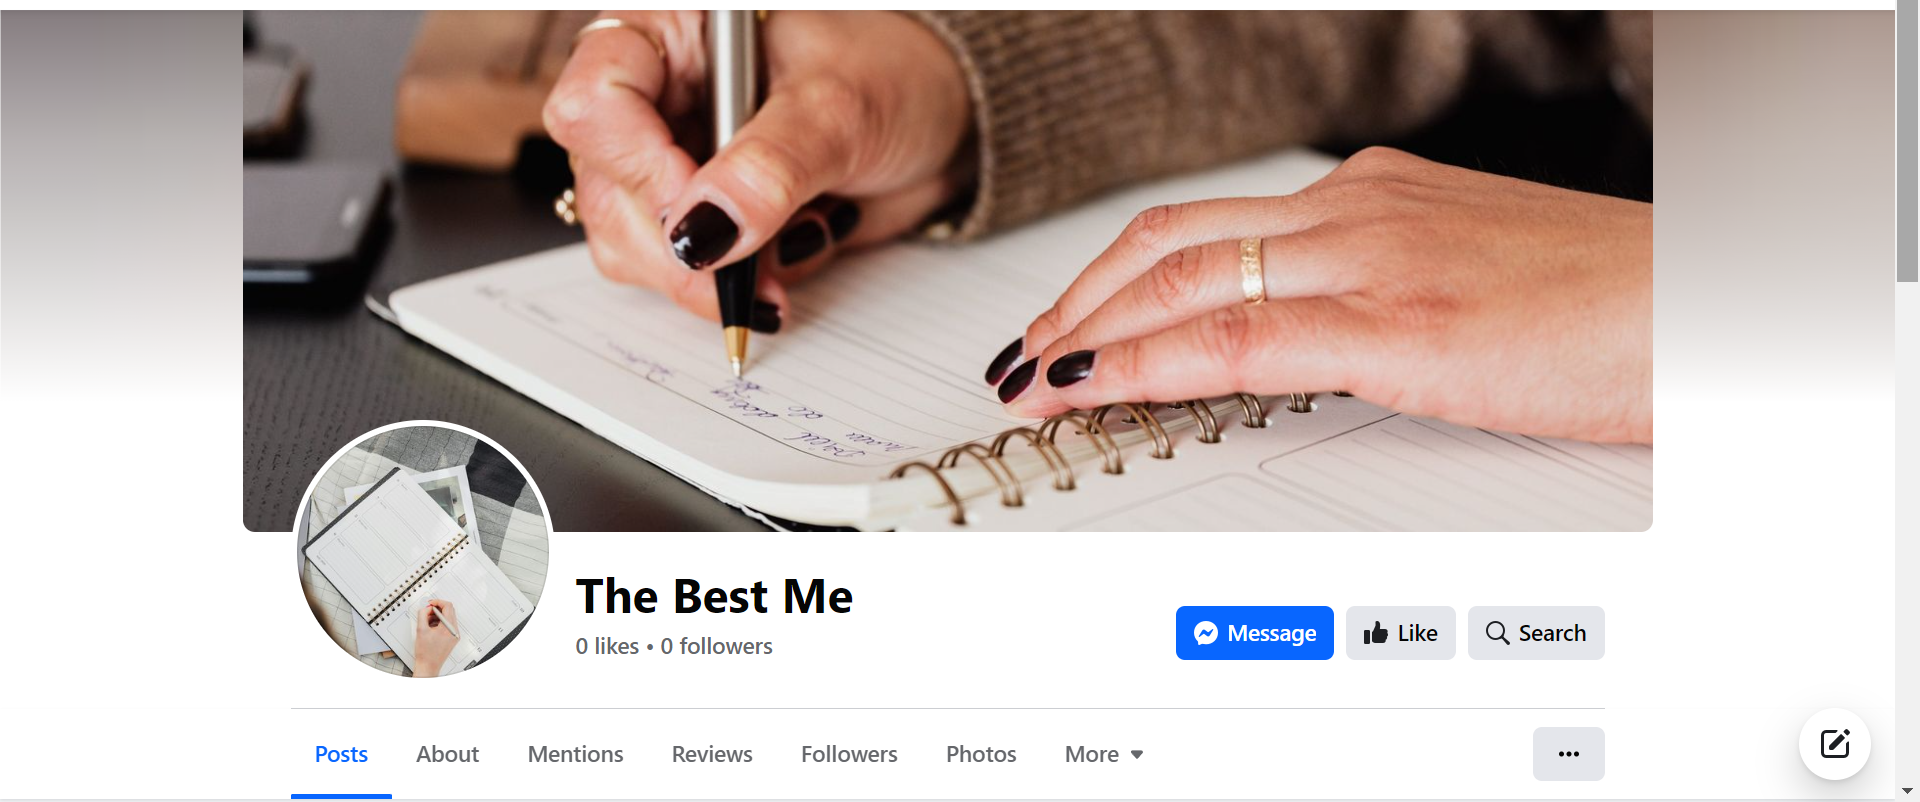 The Best Me
0 likes • 0 followers
Message
Like
Search
Posts
About
Mentions
Reviews
Followers
Photos
More